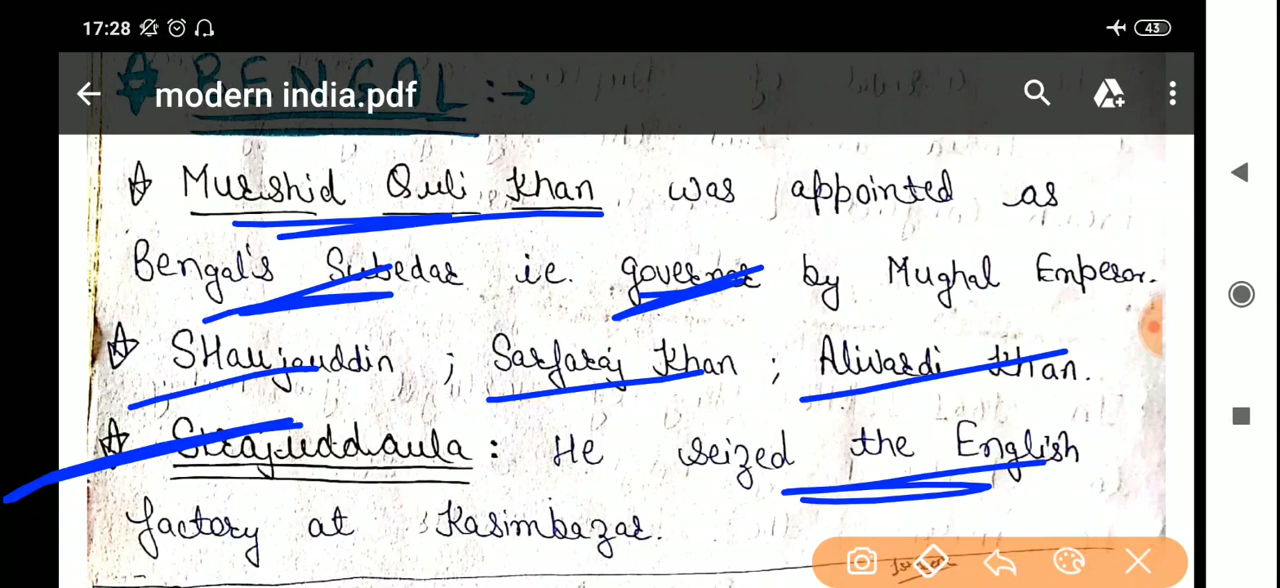 17:28
43
BENGAL :→
modern india.pdf
☆ Murshid Quli Khan was appointed as
Bengal's Subedar i.e. governor by Mughal Emperor.
☆ SHaujauddin ; Sarfaraj Khan ; Alivardi Khan.
☆ Sirajuddaula : He seized the English
factory at Kasimbazar.